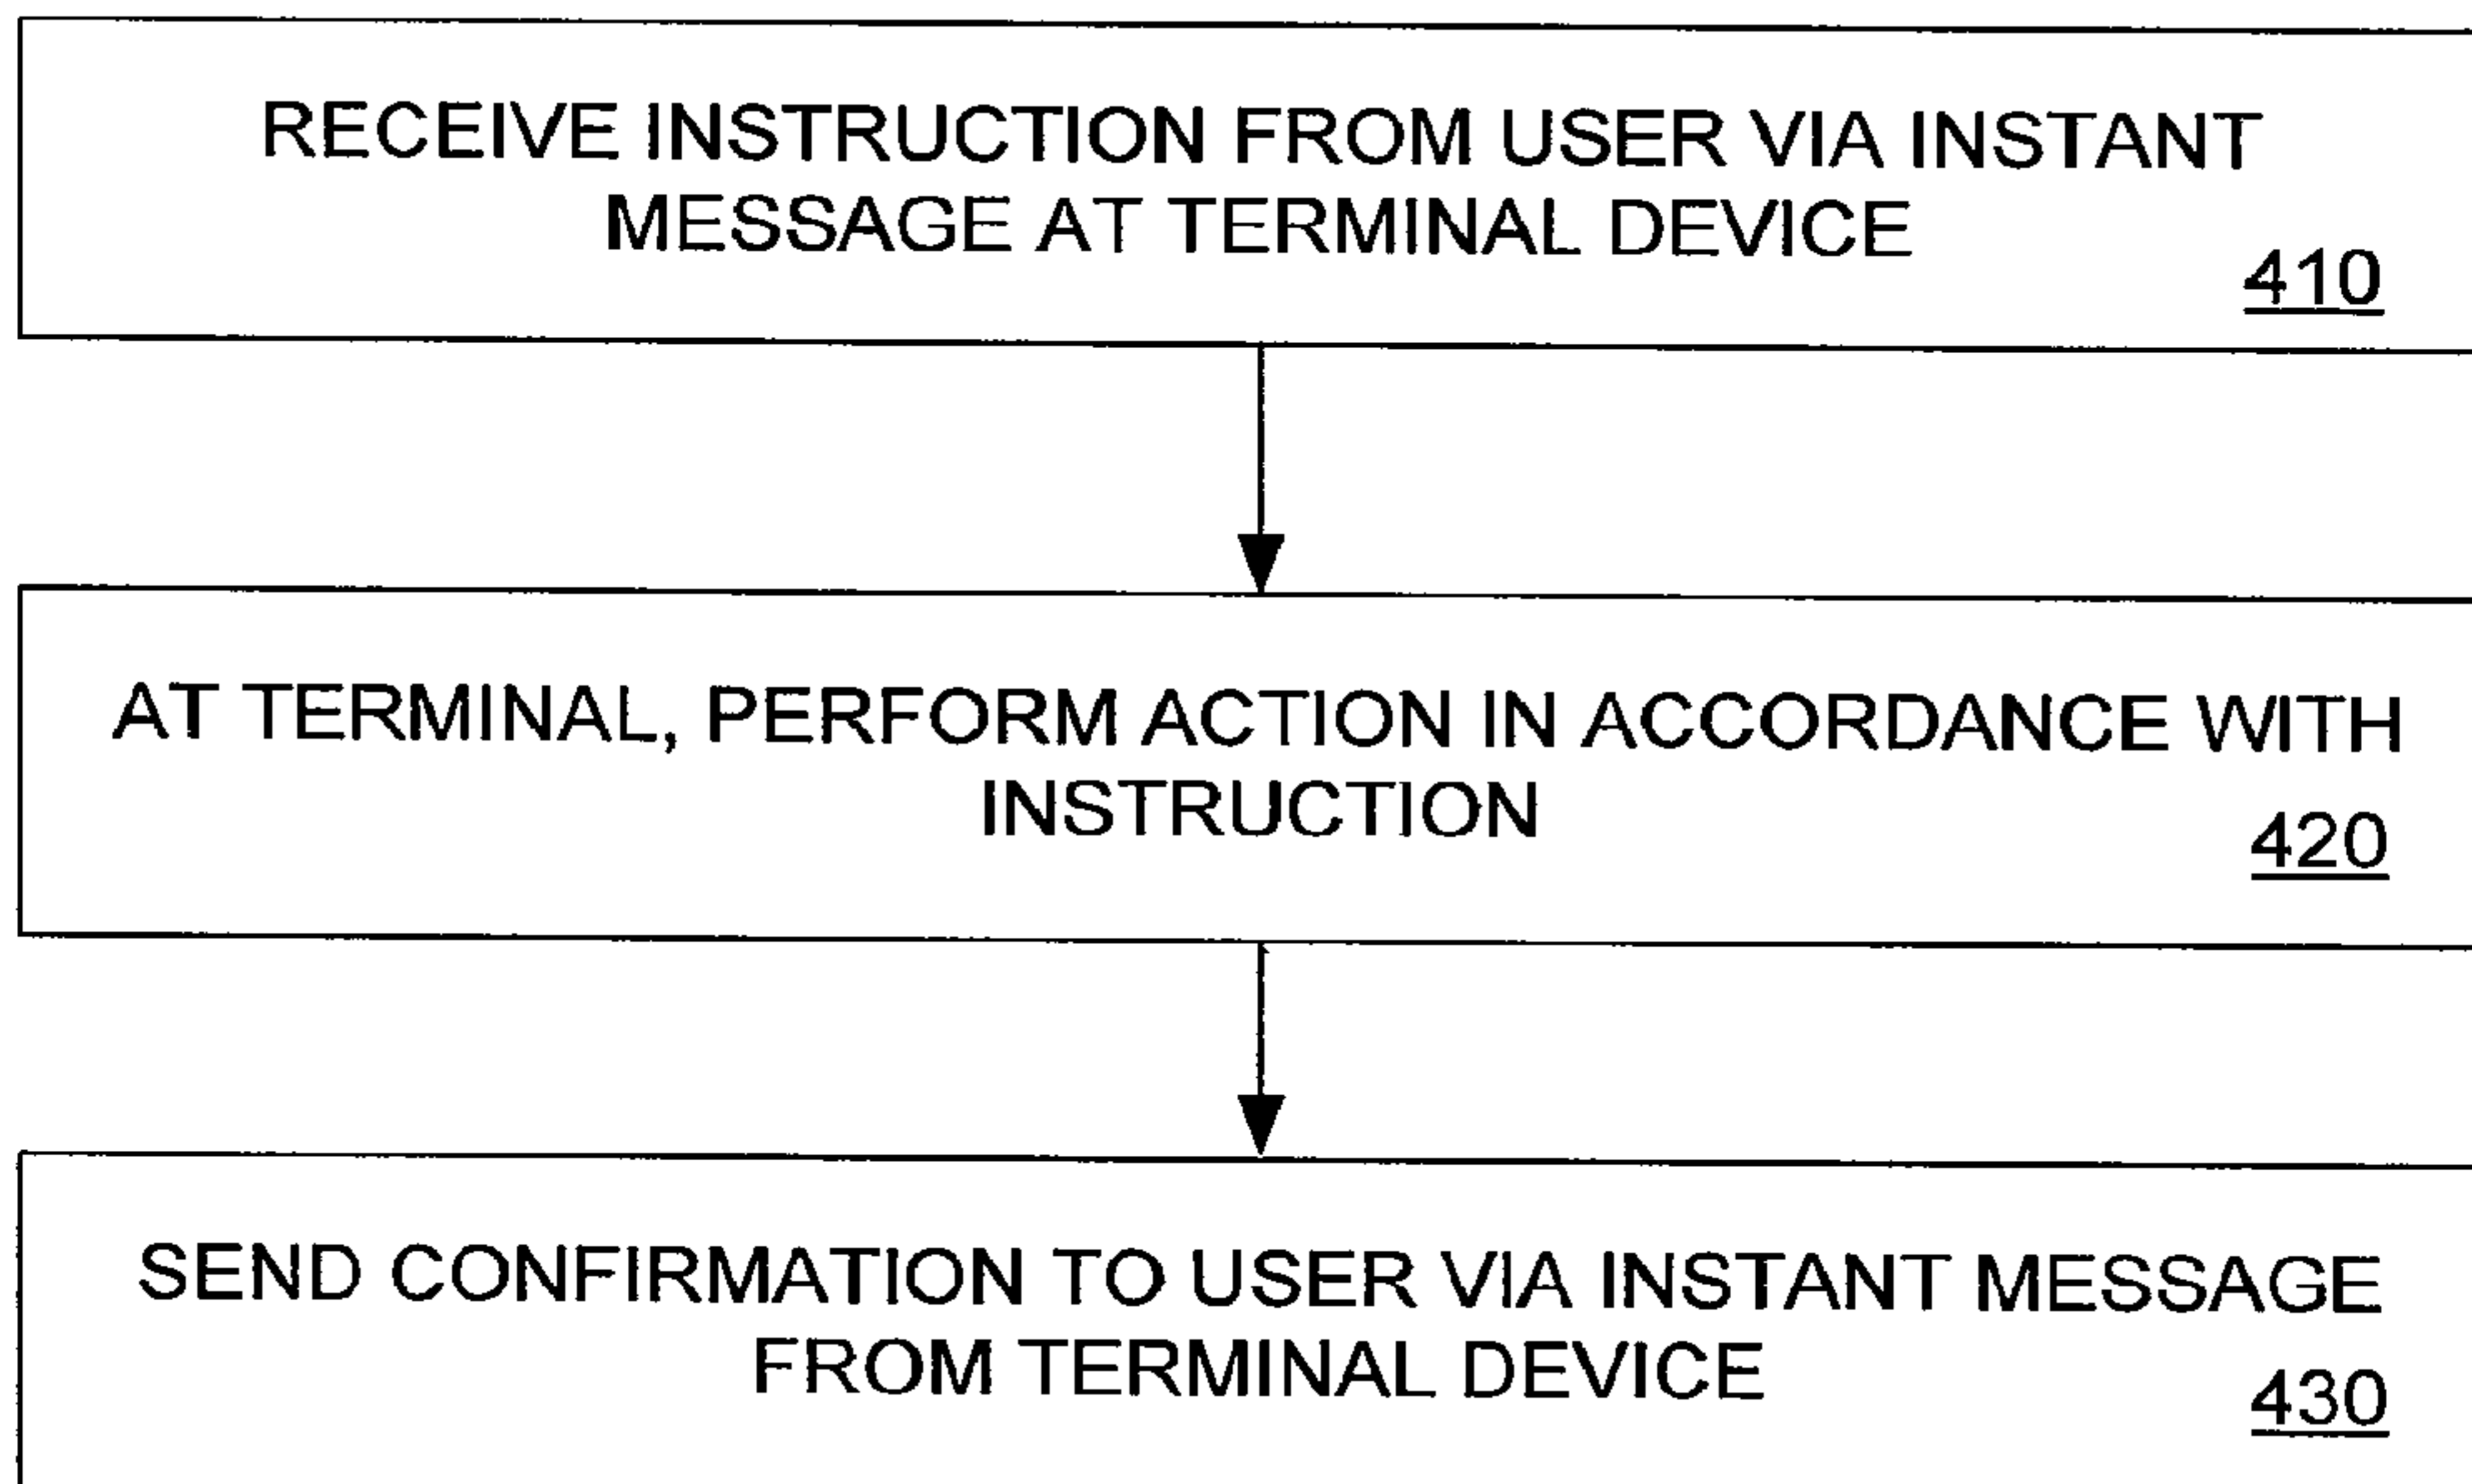 RECEIVE INSTRUCTION FROM USER VIA INSTANT
MESSAGE AT TERMINAL DEVICE
410
AT TERMINAL, PERFORM ACTION IN ACCORDANCE WITH
INSTRUCTION
420
SEND CONFIRMATION TO USER VIA INSTANT MESSAGE
FROM TERMINAL DEVICE
430